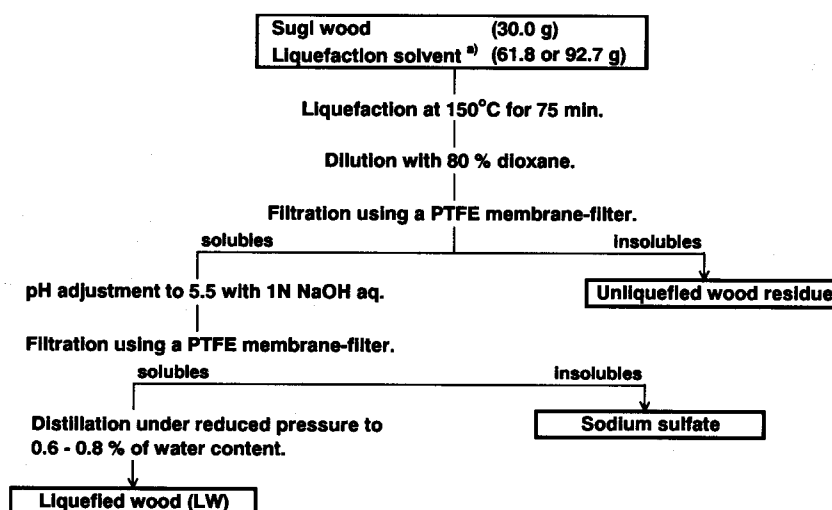 Sugi wood (30.0 g)
Liquefaction solvent a) (61.8 or 92.7 g)
Liquefaction at 150°C for 75 min.
Dilution with 80 % dioxane.
Filtration using a PTFE membrane-filter.
solubles insolubles
pH adjustment to 5.5 with 1N NaOH aq. Unliquefied wood residue
Filtration using a PTFE membrane-filter.
solubles insolubles
Distillation under reduced pressure to Sodium sulfate
0.6 - 0.8 % of water content.
Liquefied wood (LW)